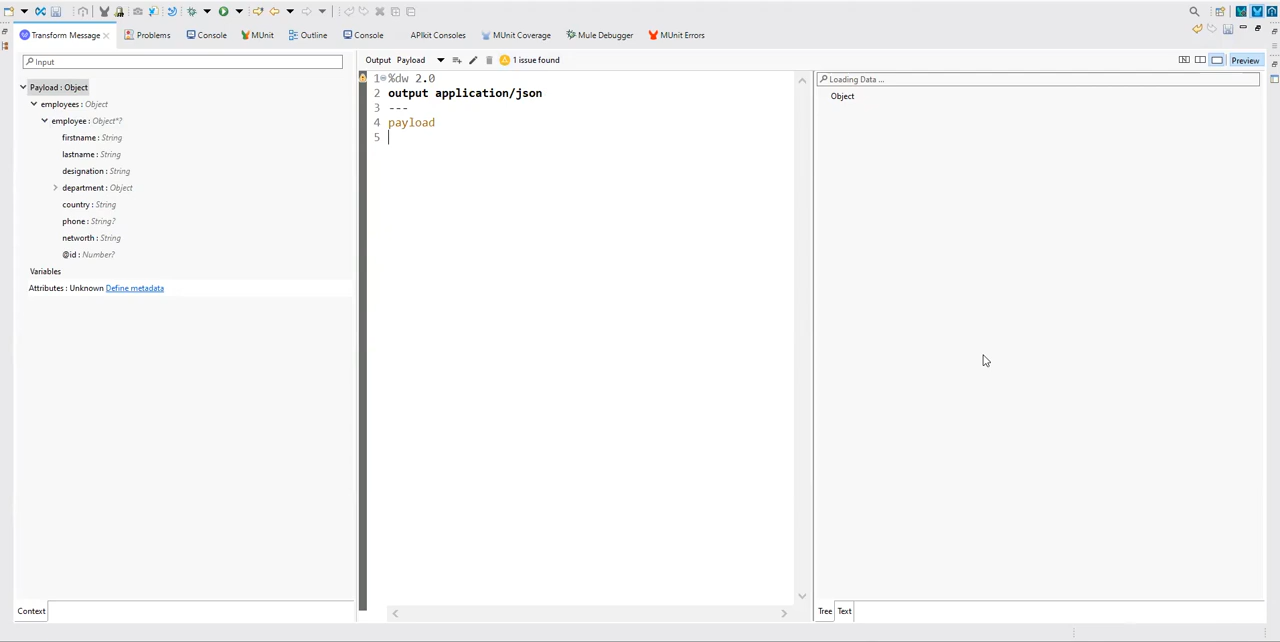 Transform Message
Problems
Console
MUnit
Outline
Console
APIkit Consoles
MUnit Coverage
Mule Debugger
MUnit Errors
Input
Output Payload
1 issue found
Preview
Payload : Object
employees : Object
employee : Object*?
firstname : String
lastname : String
designation : String
department : Object
country : String
phone : String?
networth : String
@id : Number?
Variables
Attributes : Unknown Define metadata
Context
1 %dw 2.0
2 output application/json
3 ---
4 payload
5
Loading Data ...
Object
Tree Text